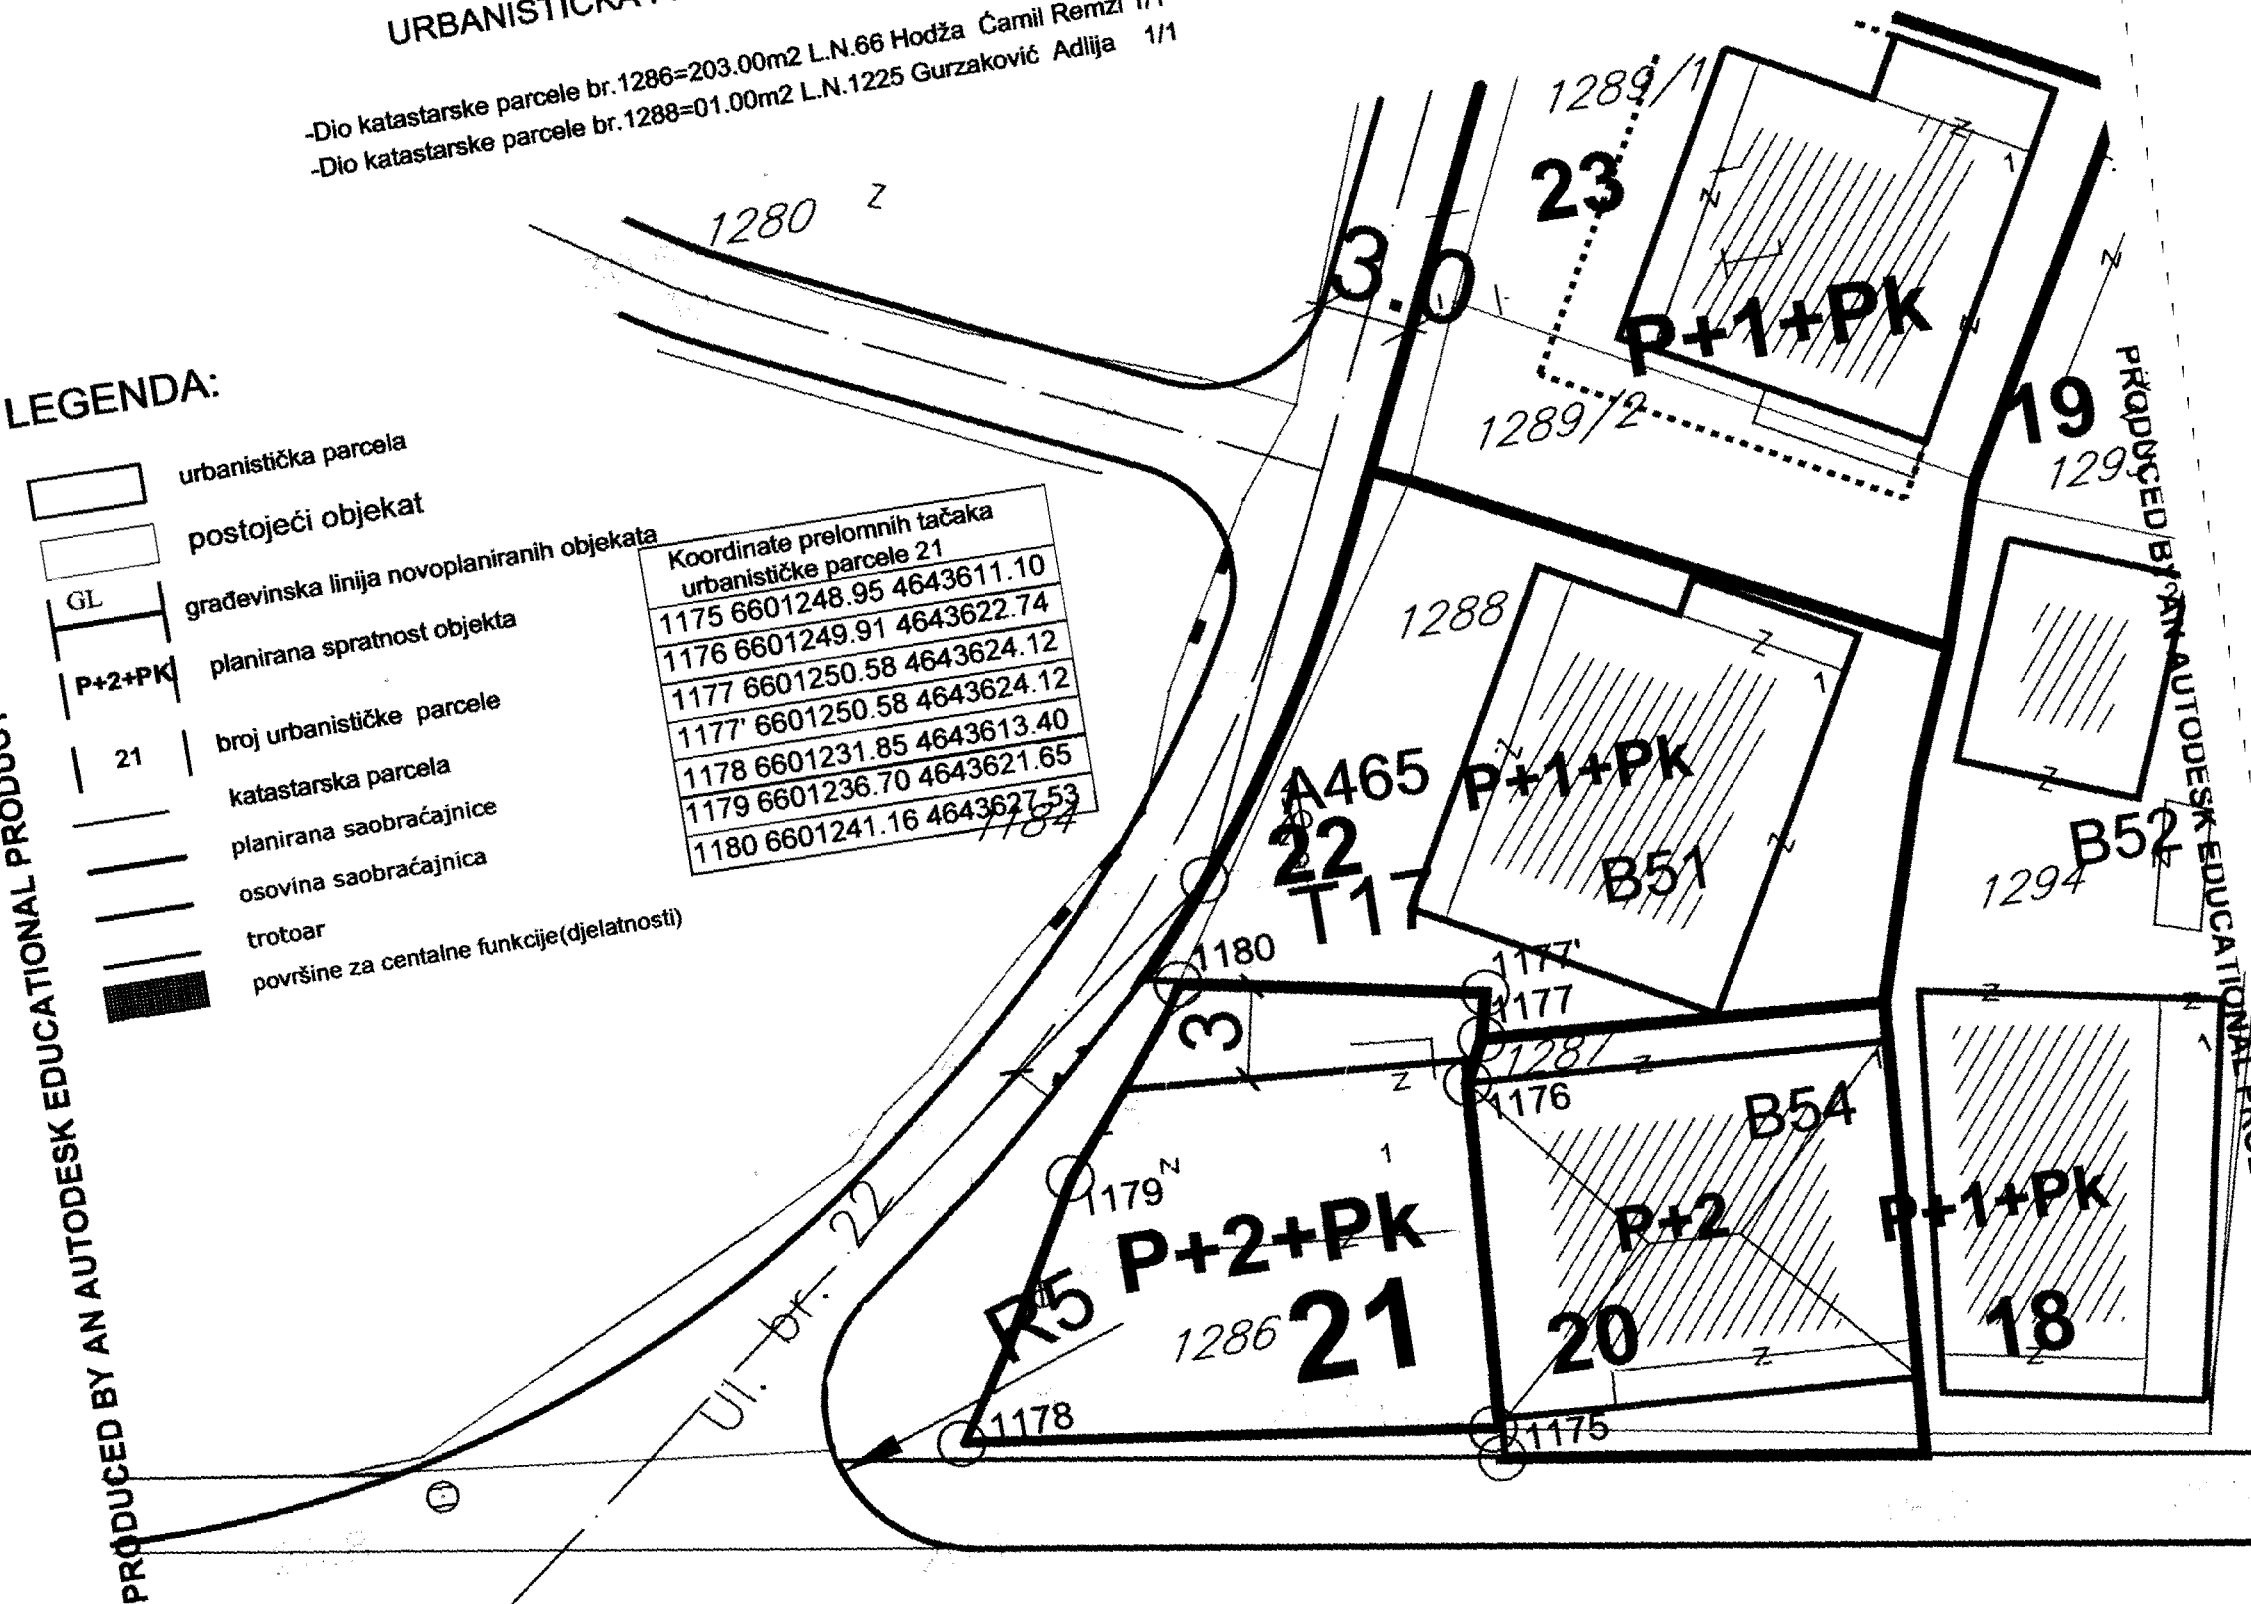 -Dio katastarske parcele br.1286=203.00m2 L.N.66 Hodža Ćamil Remzi 1/1
-Dio katastarske parcele br.1288=01.00m2 L.N.1225 Gurzaković Adlija 1/1
1280
Z
1289/1
23
3.0
P+1+Pk
1289/2
19
LEGENDA:
urbanistička parcela
postojeći objekat
GL
građevinska linija novoplaniranih objekata
P+2+PK
planirana spratnost objekta
21
broj urbanističke parcele
katastarska parcela
planirana saobraćajnice
osovina saobraćajnica
trotoar
površine za centalne funkcije(djelatnosti)
Koordinate prelomnih tačaka
urbanističke parcele 21
1175 6601248.95 4643611.10
1176 6601249.91 4643622.74
1177 6601250.58 4643624.12
1177' 6601250.58 4643624.12
1178 6601231.85 4643613.40
1179 6601236.70 4643621.65
1180 6601241.16 4643627.53
1184
1288
A465
P+1+Pk
22
T17
B51
B52
1294
1180
1177'
1177
3
1287
1176
B54
1179
P+2+Pk
P+2
P+1+Pk
R5
1286
21
20
18
Ul. br. 22
1178
1175
PRODUCED BY AN AUTODESK EDUCATIONAL PRODUCT
PRODUCED BY AN AUTODESK EDUCATIONAL